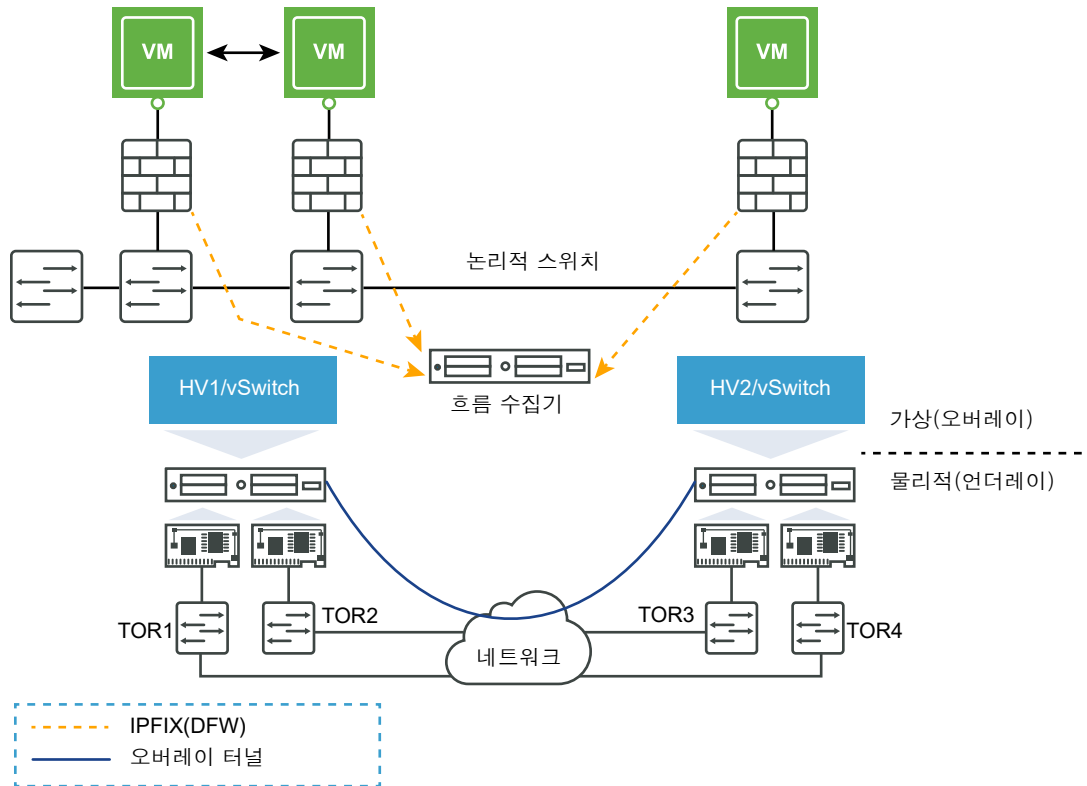 VM
VM
VM
논리적 스위치
HV1/vSwitch
흐름 수집기
HV2/vSwitch
가상(오버레이)
물리적(언더레이)
TOR1
TOR2
네트워크
TOR3
TOR4
IPFIX(DFW)
오버레이 터널